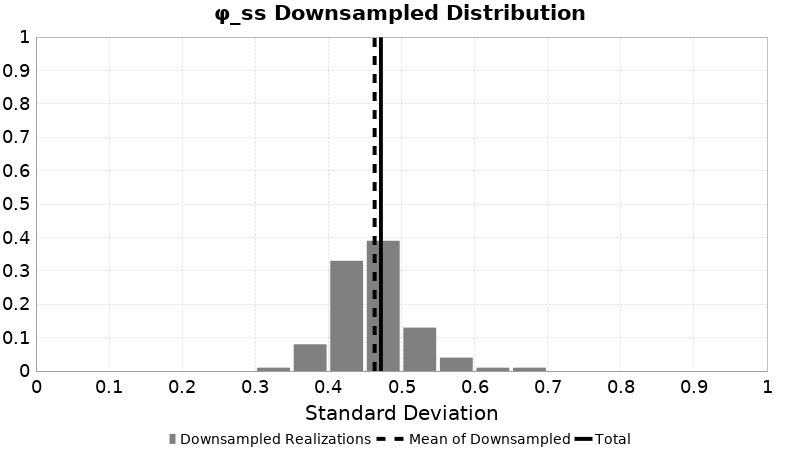 φ_ss Downsampled Distribution
1
0.9
0.8
0.7
0.6
0.5
0.4
0.3
0.2
0.1
0
0 0.1 0.2 0.3 0.4 0.5 0.6 0.7 0.8 0.9 1
Standard Deviation
Downsampled Realizations Mean of Downsampled Total